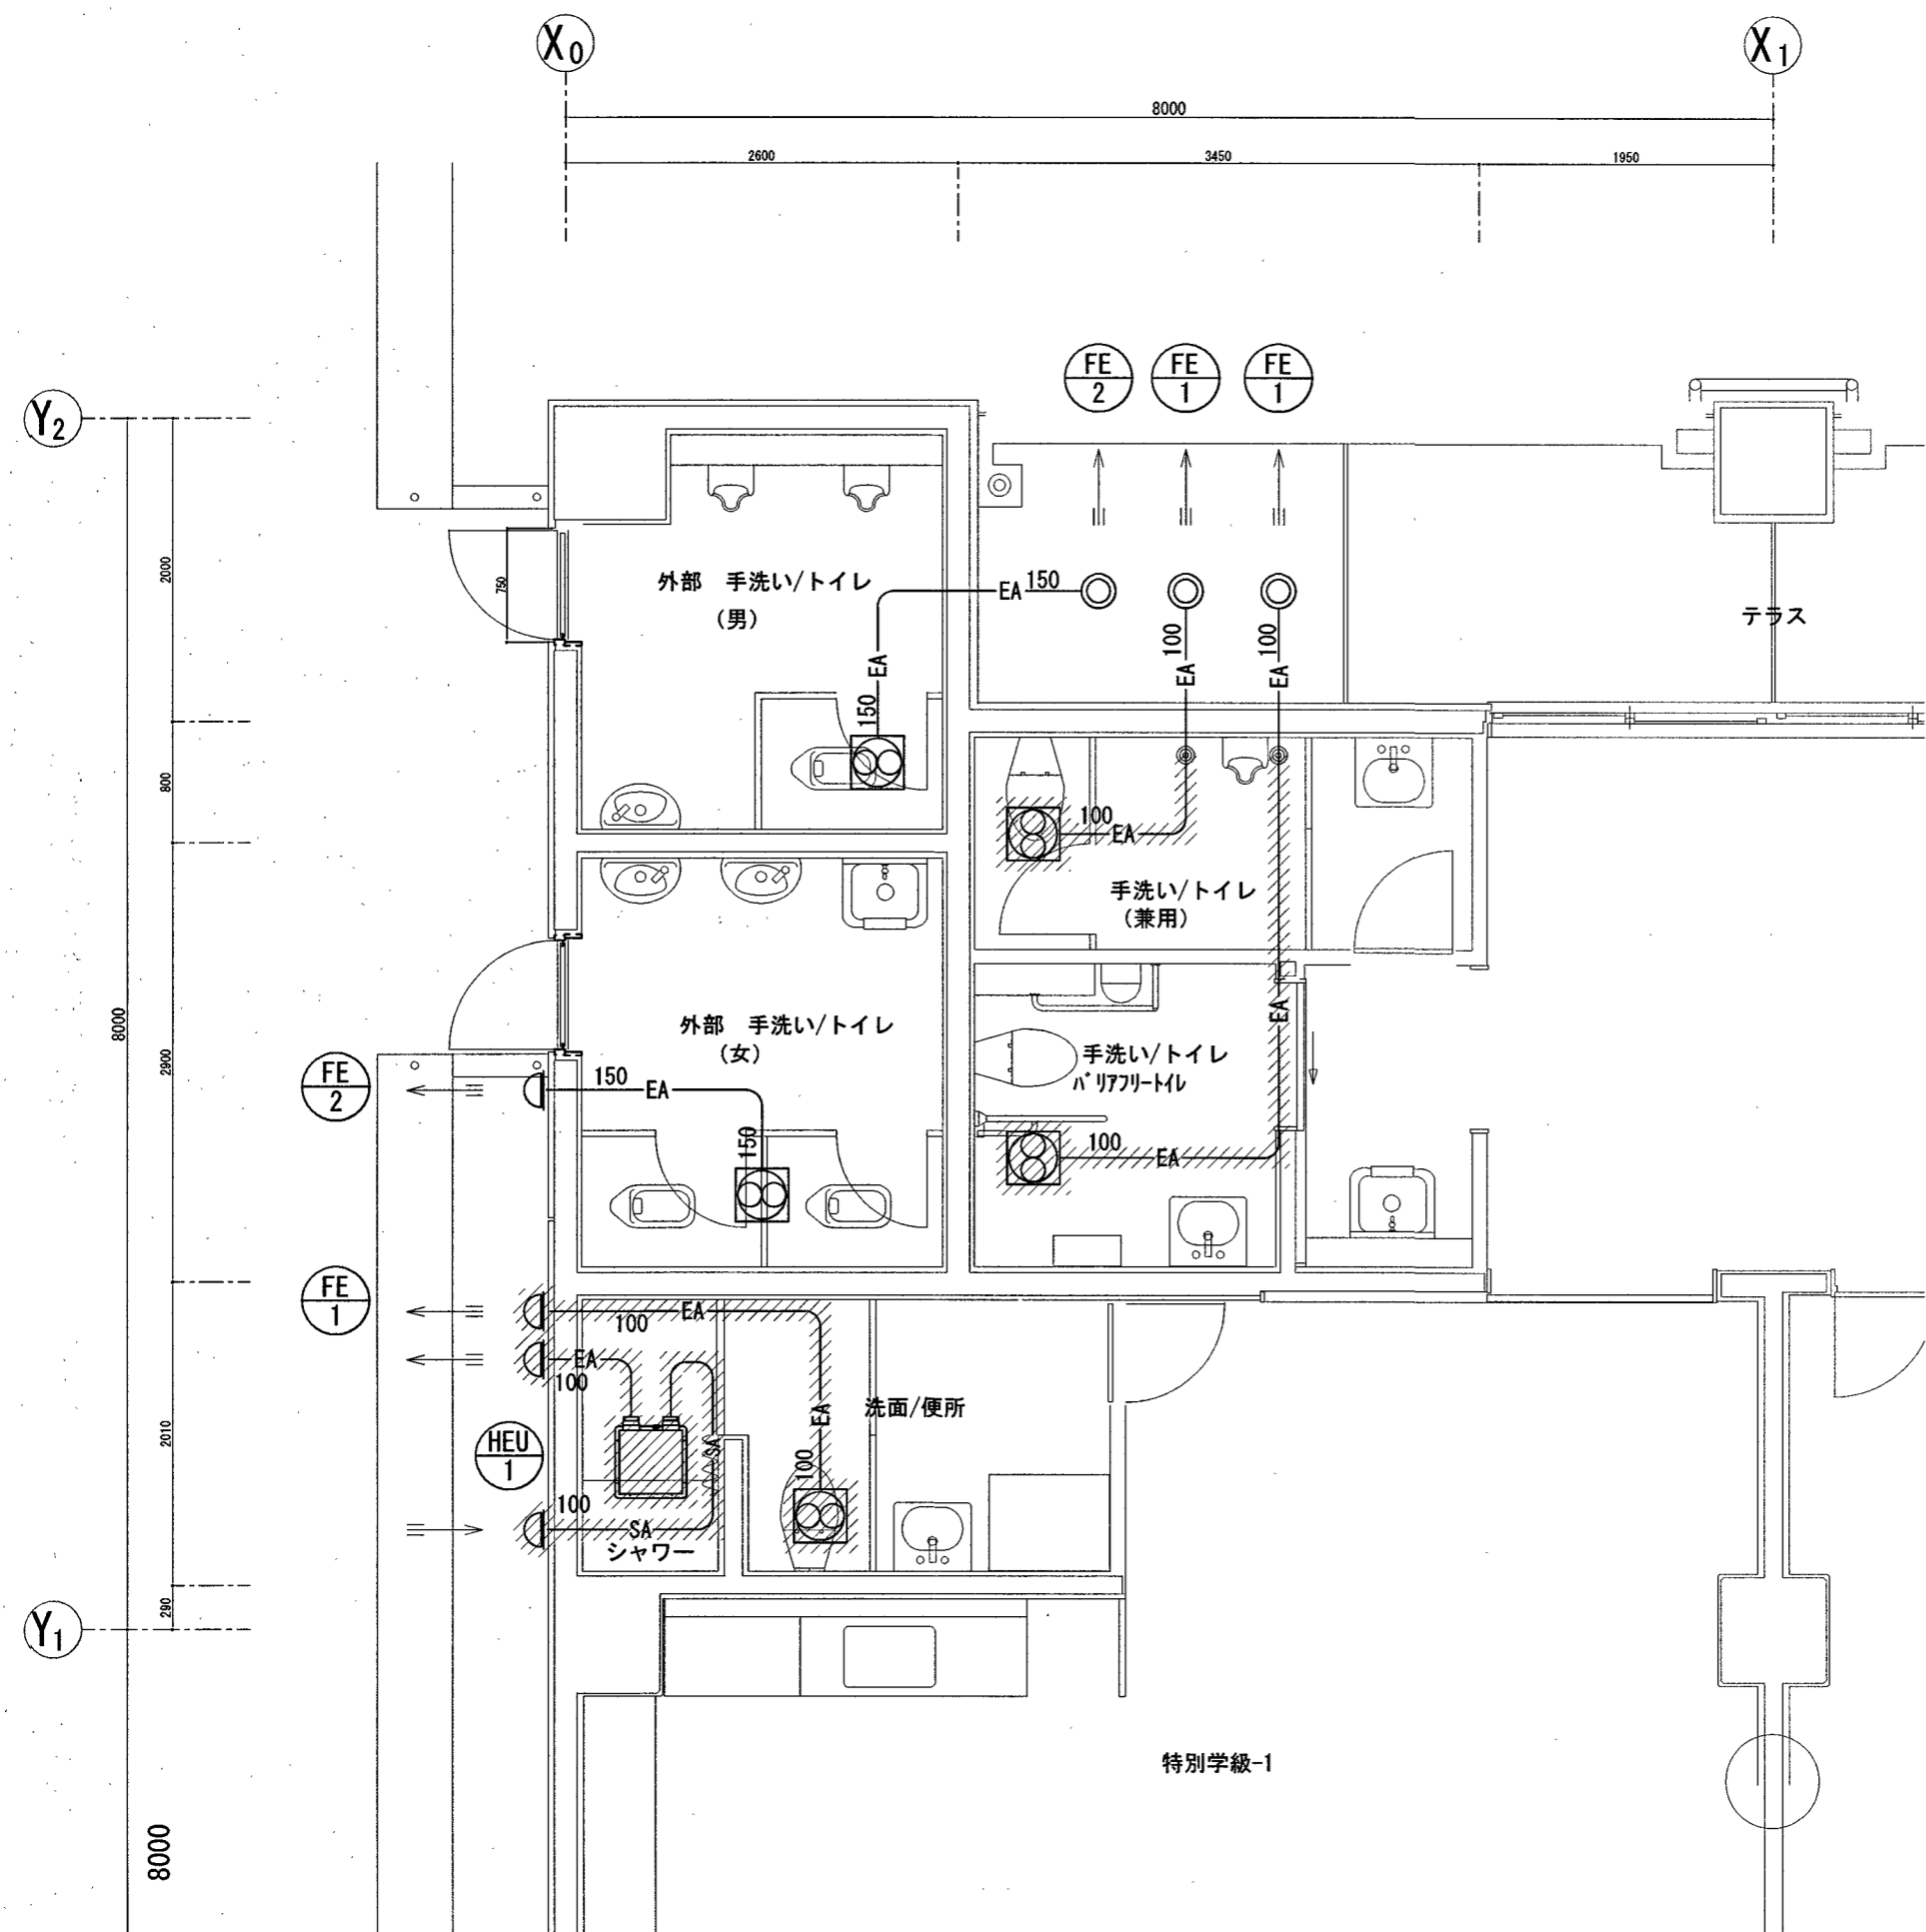 X0
X1
8000
2600
3450
1950
FE
2
FE
1
FE
1
Y2
2000
750
外部 手洗い/トイレ
(男)
EA
150
EA
150
100
EA
100
EA
テラス
800
100
EA
手洗い/トイレ
(兼用)
8000
2900
外部 手洗い/トイレ
(女)
EA
手洗い/トイレ
バリアフリートイレ
FE
2
150
EA
150
100
EA
FE
1
EA
100
EA
100
EA
洗面/便所
2010
HEU
1
SA
100
100
SA
シャワー
290
Y1
特別学級-1
8000